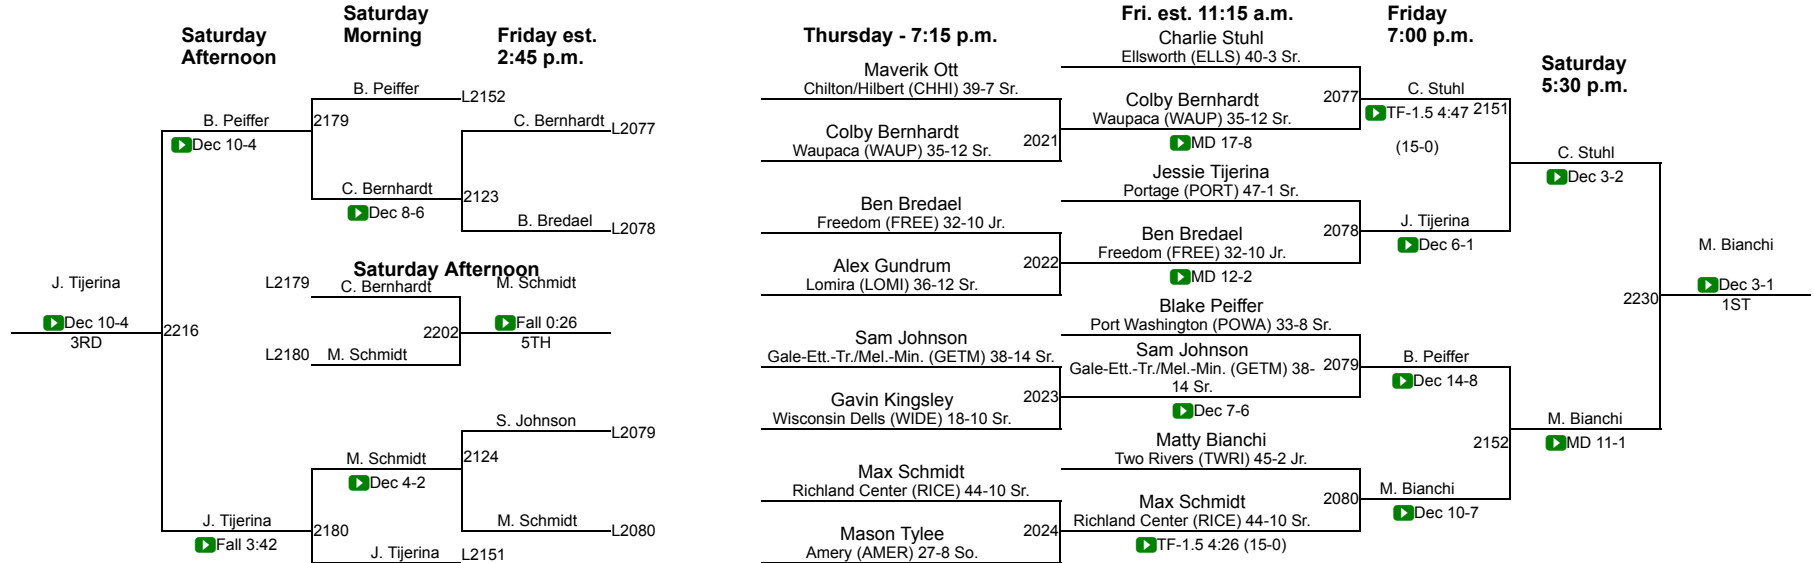 Saturday
Afternoon
Saturday
Morning
Friday est.
2:45 p.m.
B. Peiffer
L2152
B. Peiffer
2179
Dec 10-4
C. Bernhardt
L2077
C. Bernhardt
2123
Dec 8-6
B. Bredael
L2078
Saturday Afternoon
J. Tijerina
L2179
C. Bernhardt
M. Schmidt
Dec 10-4
3RD
2216
2202
Fall 0:26
5TH
L2180
M. Schmidt
S. Johnson
L2079
M. Schmidt
2124
Dec 4-2
J. Tijerina
2180
Fall 3:42
M. Schmidt
L2080
J. Tijerina
L2151
Thursday - 7:15 p.m.
Maverik Ott
Chilton/Hilbert (CHHI) 39-7 Sr.
Colby Bernhardt
Waupaca (WAUP) 35-12 Sr.
2021
Ben Bredael
Freedom (FREE) 32-10 Jr.
Alex Gundrum
Lomira (LOMI) 36-12 Sr.
2022
Sam Johnson
Gale-Ett.-Tr./Mel.-Min. (GETM) 38-14 Sr.
Gavin Kingsley
Wisconsin Dells (WIDE) 18-10 Sr.
2023
Max Schmidt
Richland Center (RICE) 44-10 Sr.
Mason Tylee
Amery (AMER) 27-8 So.
2024
Fri. est. 11:15 a.m.
Charlie Stuhl
Ellsworth (ELLS) 40-3 Sr.
Colby Bernhardt
Waupaca (WAUP) 35-12 Sr.
2077
MD 17-8
Jessie Tijerina
Portage (PORT) 47-1 Sr.
Ben Bredael
Freedom (FREE) 32-10 Jr.
2078
MD 12-2
Blake Peiffer
Port Washington (POWA) 33-8 Sr.
Sam Johnson
Gale-Ett.-Tr./Mel.-Min. (GETM) 38-
14 Sr.
2079
Dec 7-6
Matty Bianchi
Two Rivers (TWRI) 45-2 Jr.
Max Schmidt
Richland Center (RICE) 44-10 Sr.
2080
TF-1.5 4:26 (15-0)
Friday
7:00 p.m.
C. Stuhl
TF-1.5 4:47
2151
(15-0)
J. Tijerina
Dec 6-1
B. Peiffer
Dec 14-8
2152
M. Bianchi
Dec 10-7
Saturday
5:30 p.m.
C. Stuhl
Dec 3-2
2230
M. Bianchi
MD 11-1
M. Bianchi
Dec 3-1
1ST